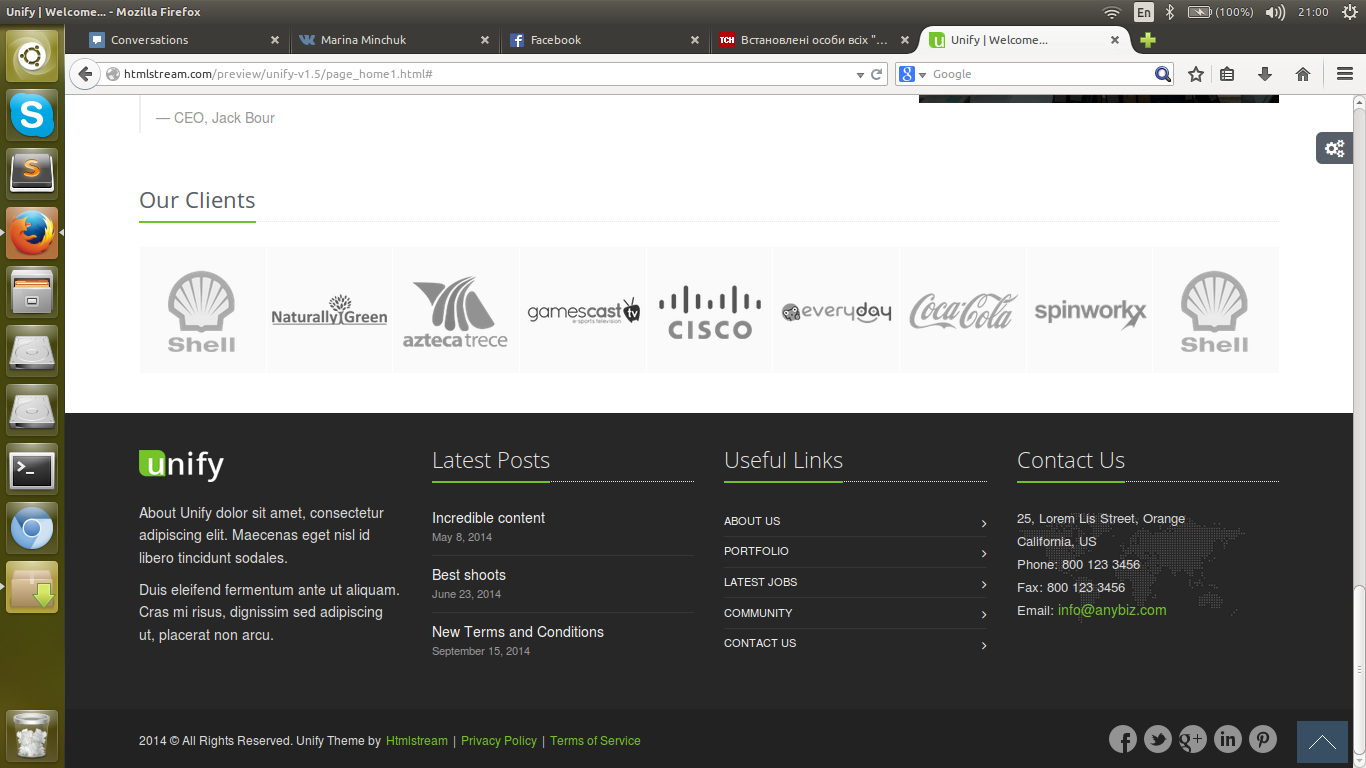 Unify | Welcome... - Mozilla Firefox
En
(100%)
21:00
Conversations
Marina Minchuk
Facebook
ТСН Встановлені особи всіх "...
Unify | Welcome...
htmlstream.com/preview/unify-v1.5/page_home1.html#
Google
— CEO, Jack Bour
Our Clients
Shell
Naturally Green
azteca trece
gamescast tv
e-sports television
CISCO
everyday
Coca-Cola
spinworkx
Shell
unify
About Unify dolor sit amet, consectetur
adipiscing elit. Maecenas eget nisl id
libero tincidunt sodales.
Duis eleifend fermentum ante ut aliquam.
Cras mi risus, dignissim sed adipiscing
ut, placerat non arcu.
Latest Posts
Incredible content
May 8, 2014
Best shoots
June 23, 2014
New Terms and Conditions
September 15, 2014
Useful Links
ABOUT US
PORTFOLIO
LATEST JOBS
COMMUNITY
CONTACT US
Contact Us
25, Lorem Lis Street, Orange
California, US
Phone: 800 123 3456
Fax: 800 123 3456
Email: info@anybiz.com
2014 © All Rights Reserved. Unify Theme by Htmlstream | Privacy Policy | Terms of Service